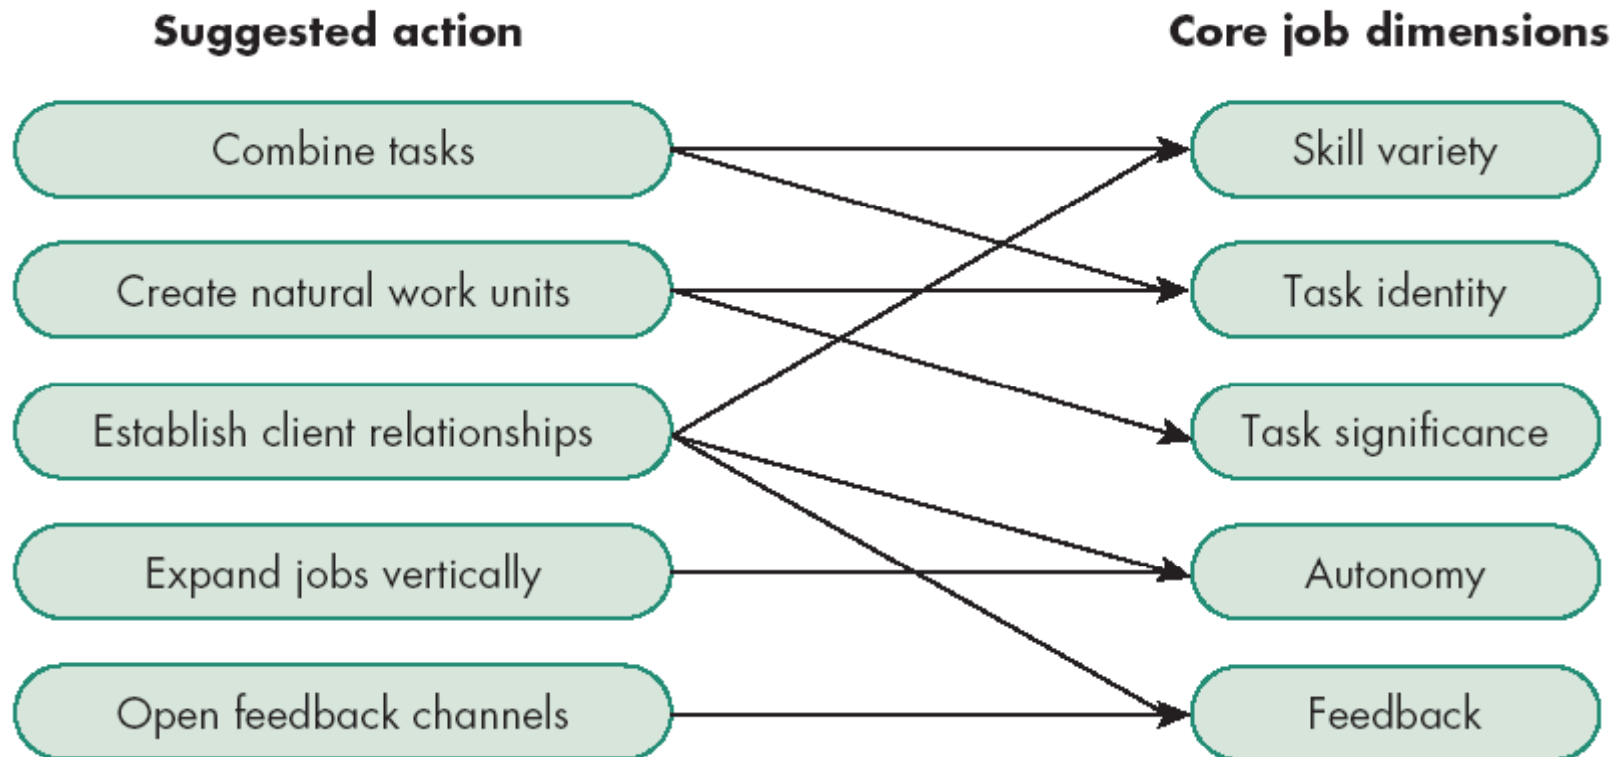 Suggested action
Core job dimensions
Combine tasks
Skill variety
Create natural work units
Task identity
Establish client relationships
Task significance
Expand jobs vertically
Autonomy
Open feedback channels
Feedback